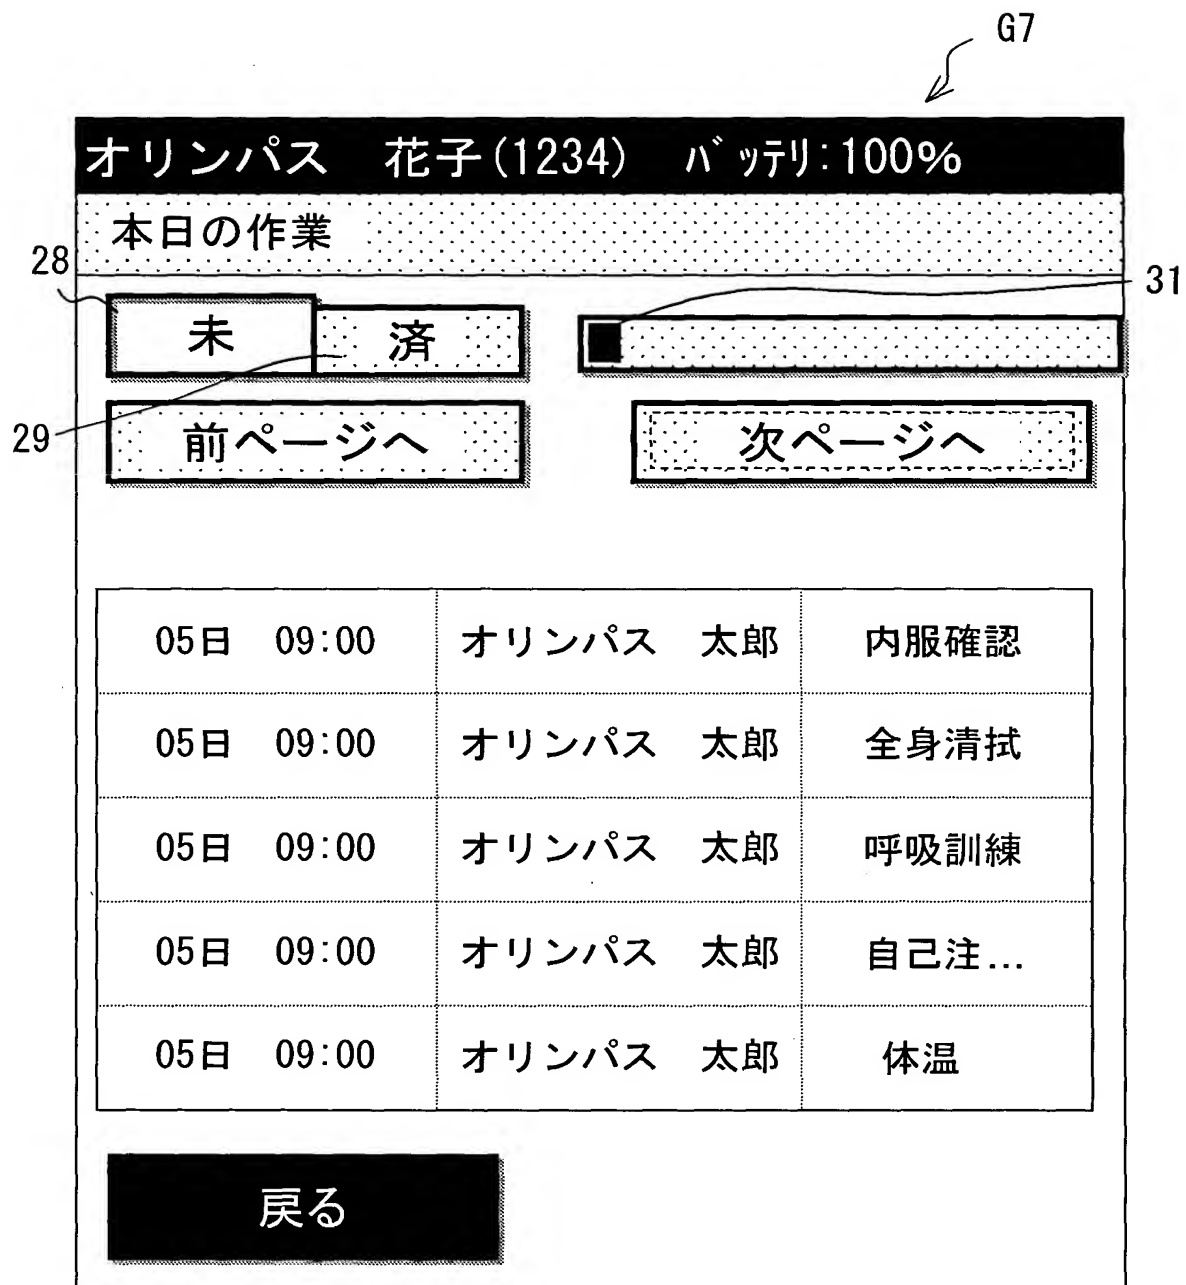 G7
オリンパス　花子(1234)　ﾊﾞｯﾃﾘ:100%
本日の作業
28
31
未　済
29
前ページへ　次ページへ
05日　09:00　オリンパス　太郎　内服確認
05日　09:00　オリンパス　太郎　全身清拭
05日　09:00　オリンパス　太郎　呼吸訓練
05日　09:00　オリンパス　太郎　自己注...
05日　09:00　オリンパス　太郎　体温
戻る